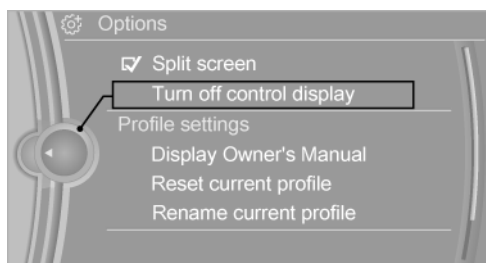 Options
Split screen
Turn off control display
Profile settings
Display Owner's Manual
Reset current profile
Rename current profile